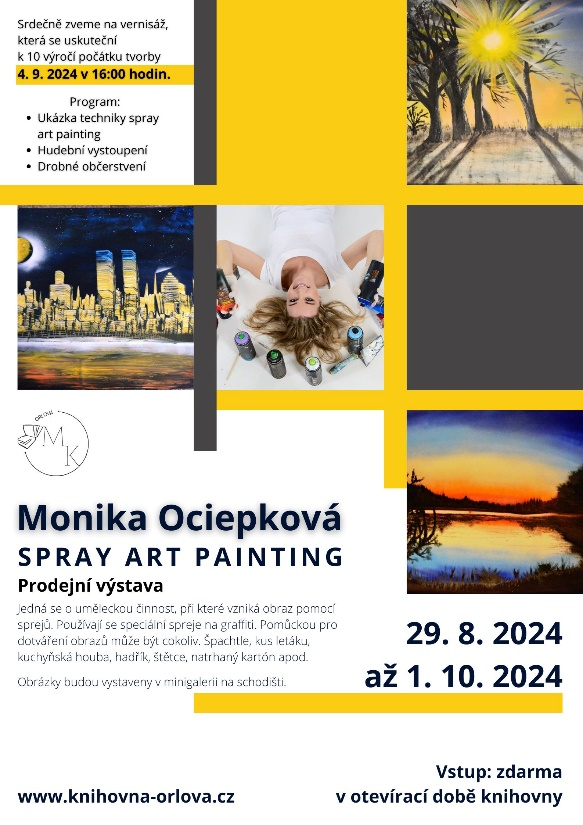 Srdečně zveme na vernisáž,
která se uskuteční
k 10 výročí počátku tvorby
4. 9. 2024 v 16:00 hodin.
Program:
• Ukázka techniky spray
art painting
• Hudební vystoupení
• Drobné občerstvení
ORLOVÁ
MK
Monika Ociepková
SPRAY ART PAINTING
Prodejní výstava
Jedná se o uměleckou činnost, při které vzniká obraz pomocí
sprejů. Používají se speciální spreje na graffiti. Pomůckou pro
dotváření obrazů může být cokoliv. Špachtle, kus letáku,
kuchyňská houba, hadřík, štětce, natrhaný kartón apod.
Obrázky budou vystaveny v minigalerii na schodišti.
29. 8. 2024
až 1. 10. 2024
Vstup: zdarma
www.knihovna-orlova.cz
v otevírací době knihovny